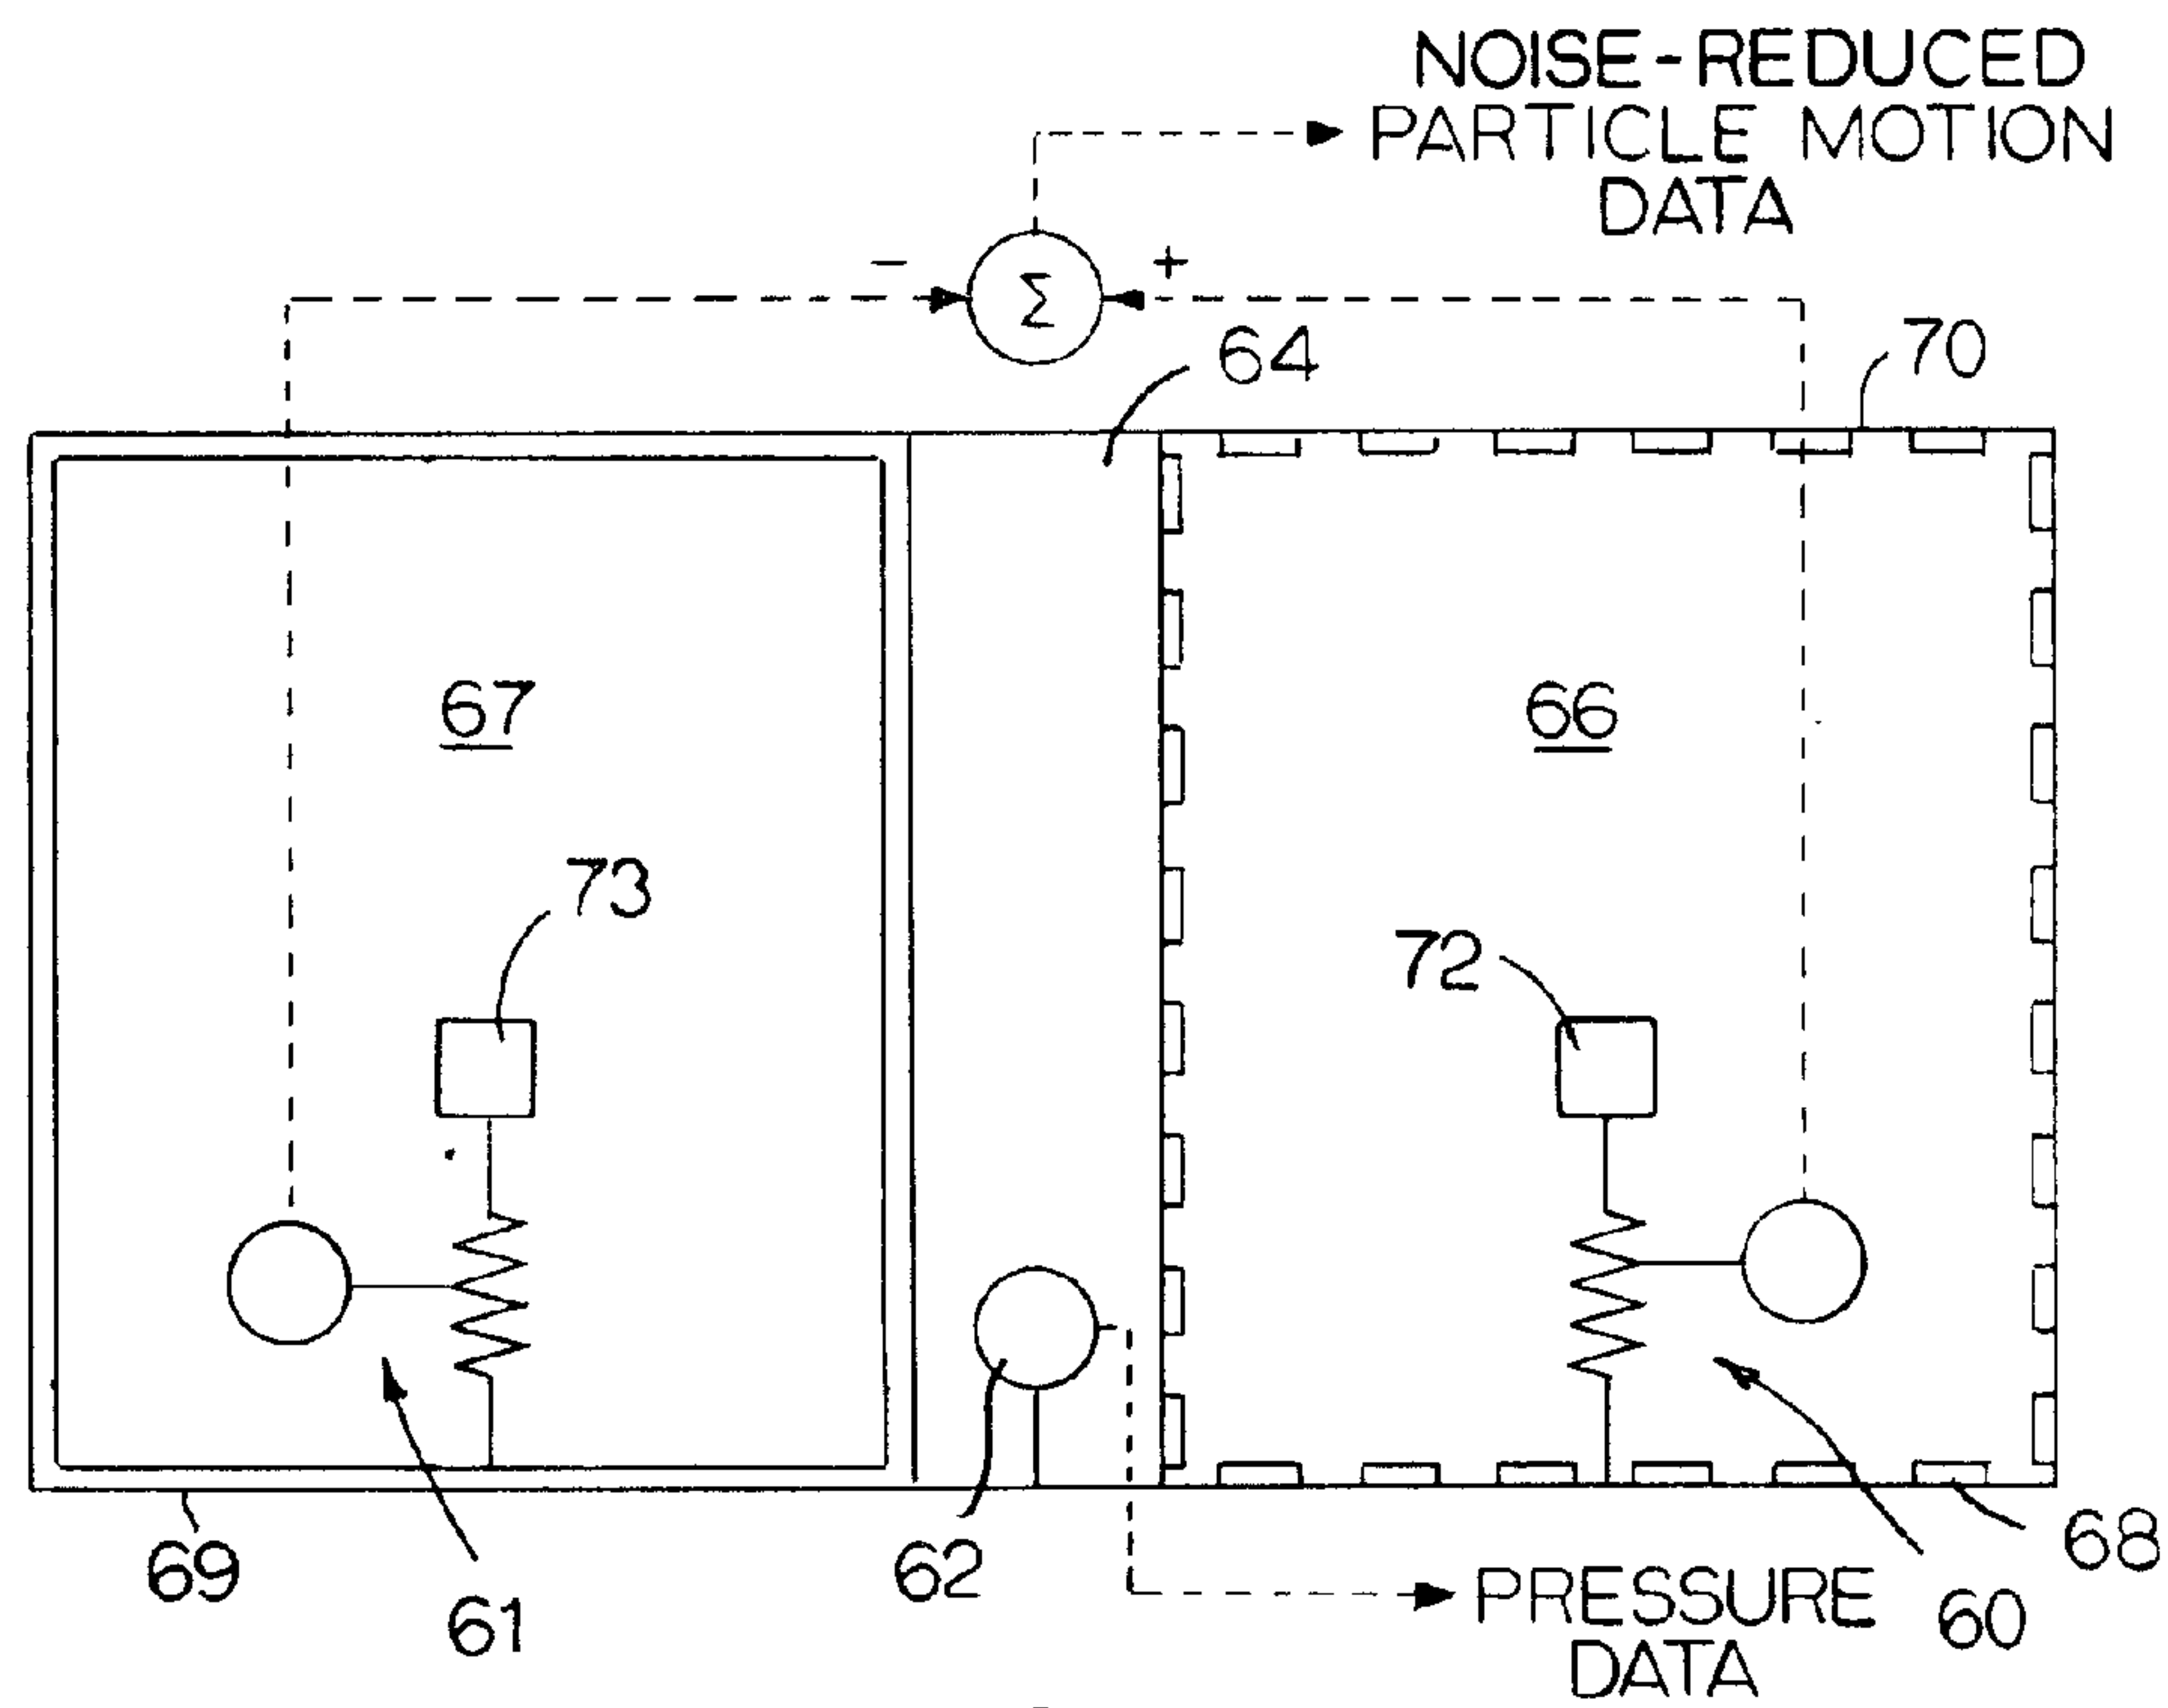 NOISE-REDUCED
PARTICLE MOTION
DATA
- +
Σ
64
70
67
66
73
72
69
61
62
PRESSURE
DATA
60
68